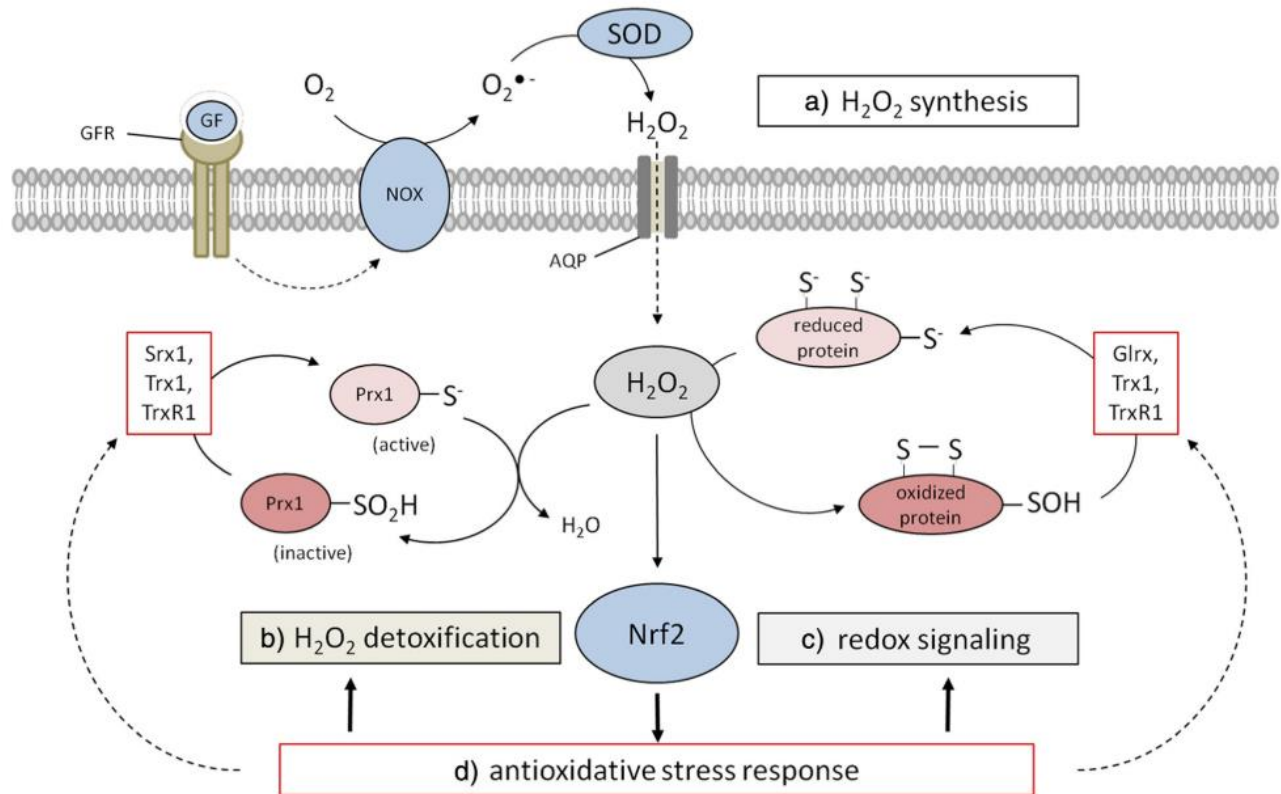 SOD
O₂
O₂•-
a) H₂O₂ synthesis
GF
GFR
H₂O₂
NOX
AQP
S-
S-
reduced
protein
S-
Srx1,
Trx1,
TrxR1
Glrx,
Trx1,
TrxR1
H₂O₂
Prx1
S-
(active)
S — S
oxidized
protein
SOH
Prx1
SO₂H
(inactive)
H₂O
b) H₂O₂ detoxification
Nrf2
c) redox signaling
d) antioxidative stress response